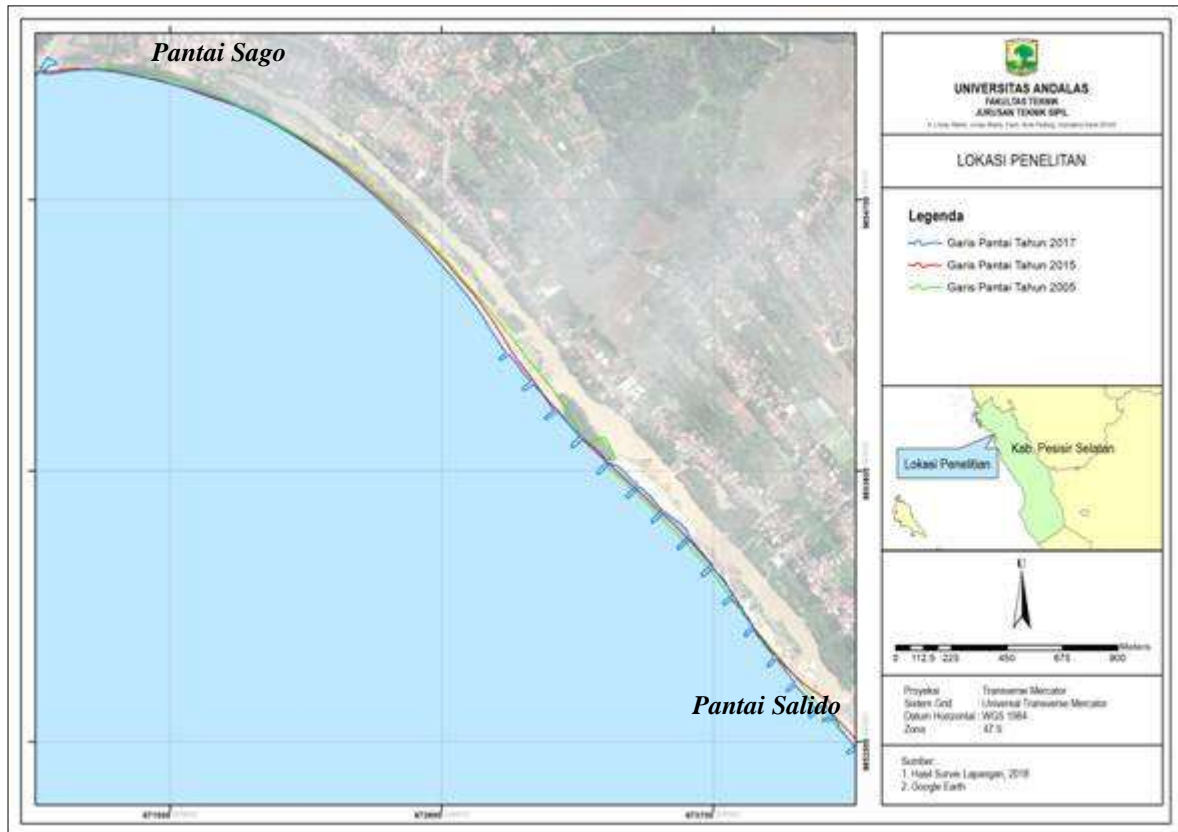 Pantai Sago
Pantai Salido
UNIVERSITAS ANDALAS
FAKULTAS TEKNIK
JURUSAN TEKNIK SIPIL
LOKASI PENELITAN
Legenda
Garis Pantai Tahun 2017
Garis Pantai Tahun 2015
Garis Pantai Tahun 2005
Kab. Pesisir Selatan
Lokasi Penelitian
U
Meters
0 112.5 225 450 675 900
Proyeksi : Transverse Mercator
Sistem Grid : Universal Transverse Mercator
Datum Horizontal : WGS 1984
Zona : 47 S
Sumber :
1. Hasil Survei Lapangan, 2018
2. Google Earth